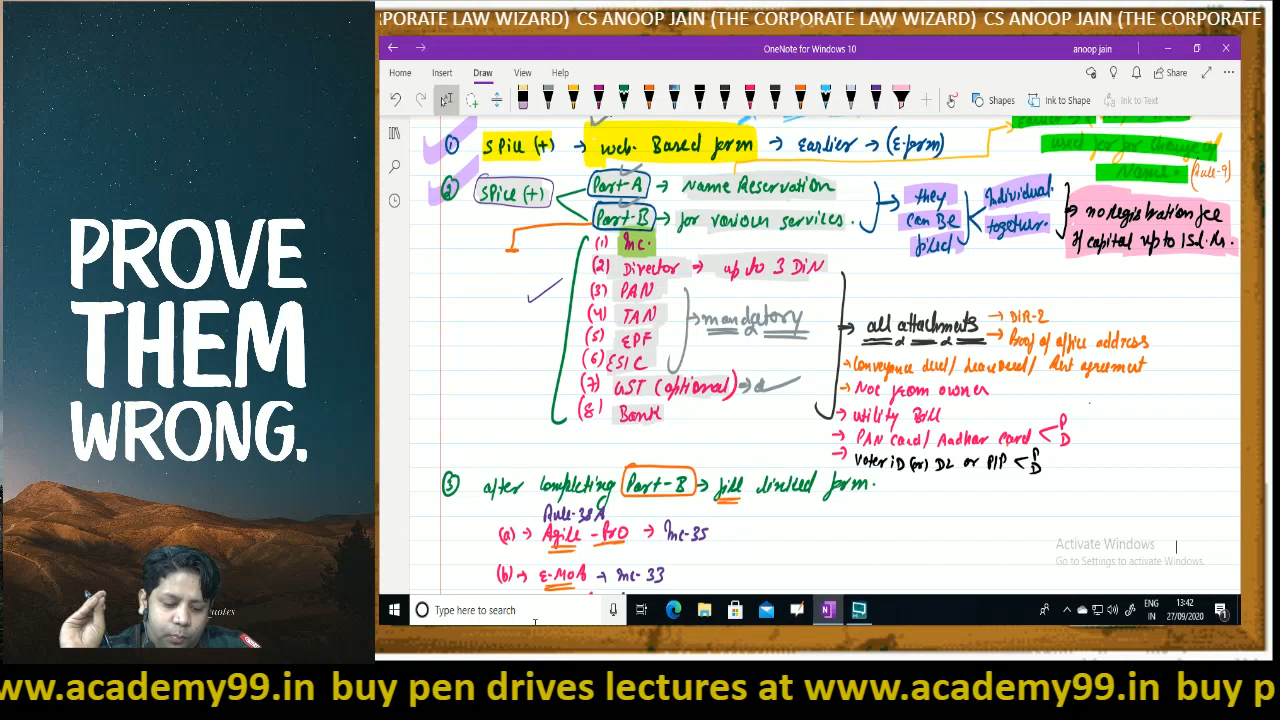 RPORATE LAW WIZARD) CS ANOOP JAIN (THE CORPORATE LAW WIZARD) CS ANOOP JAIN (THE CORPORATE
OneNote for Windows 10
anoop jain
Home Insert Draw View Help
Share
Shapes Ink to Shape Ink to Text
used for for change of
Name. (Rule-9)
① SPice (+) → web-Based form → Earlier → (E-form)
② SPice (+)
Part-A → Name Reservation
Part-B → for various services.
they can Be filed
Individual.
together.
→ no Registration fee if capital up to 15L Rs.
(1) Inc.
(2) Director → up to 3 DiN
(3) PAN
(4) TAN
(5) EPF
(6) ESIC
→ mandatory
(7) GST (optional)
(8) Bank
→ all attachments → DIR-2
→ Proof of office address
Conveyance deed/ Lease deed/ Rent agreement
→ Noc from owner
→ utility Bill
→ PAN Card/ Aadhar card < P D
→ Voter iD (or) DL or P/P < P D
③ after completing Part-B → fill linked form.
Rule-38A
(a) → Agile-PrO → Inc-35
(b) → E-MOA → Inc-33
PROVE
THEM
WRONG.
Quotes
Activate Windows
Go to Settings to activate Windows.
Type here to search
ENG
IN
13:42
27/09/2020
ww.academy99.in buy pen drives lectures at www.academy99.in buy p